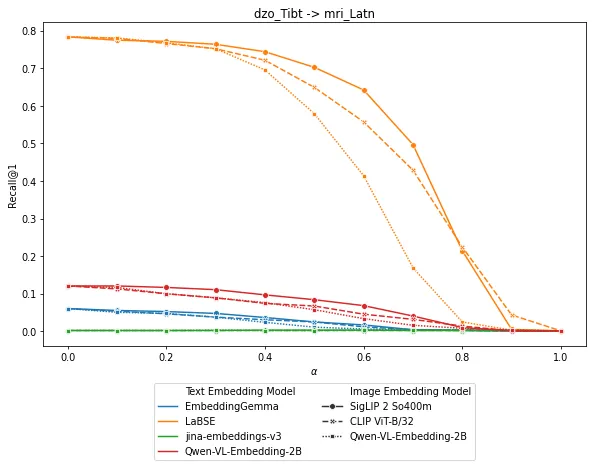 dzo_Tibt -> mri_Latn
0.8
0.7
0.6
0.5
0.4
0.3
0.2
0.1
0.0
Recall@1
0.0 0.2 0.4 0.6 0.8 1.0
α
Text Embedding Model Image Embedding Model
EmbeddingGemma SigLIP 2 So400m
LaBSE CLIP ViT-B/32
jina-embeddings-v3 Qwen-VL-Embedding-2B
Qwen-VL-Embedding-2B